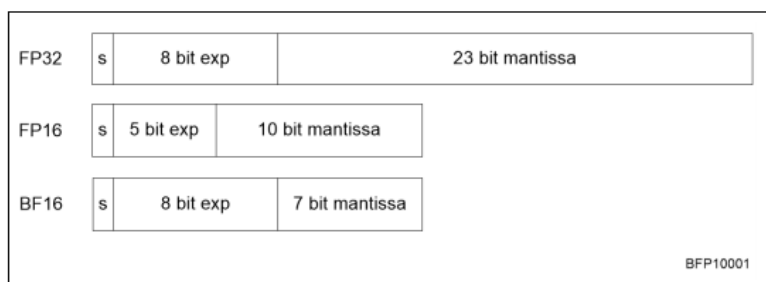 FP32 s 8 bit exp 23 bit mantissa
FP16 s 5 bit exp 10 bit mantissa
BF16 s 8 bit exp 7 bit mantissa
BFP10001